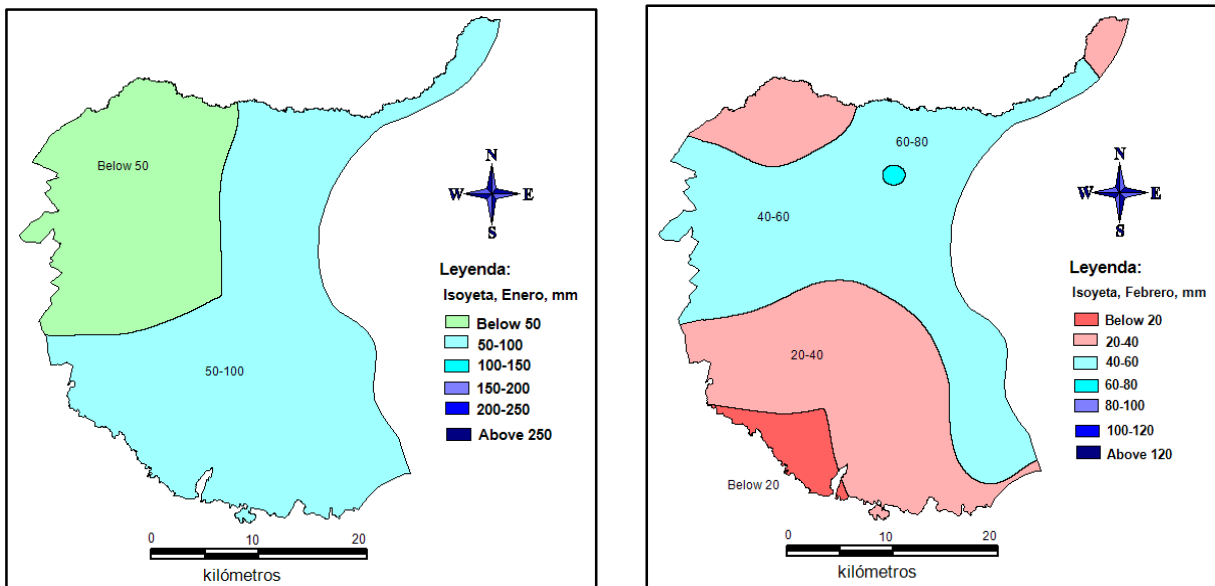 Below 50
50-100
N
W E
S
Leyenda:
Isoyeta, Enero, mm
Below 50
50-100
100-150
150-200
200-250
Above 250
0 10 20
kilómetros
60-80
40-60
20-40
Below 20
N
W E
S
Leyenda:
Isoyeta, Febrero, mm
Below 20
20-40
40-60
60-80
80-100
100-120
Above 120
0 10 20
kilómetros